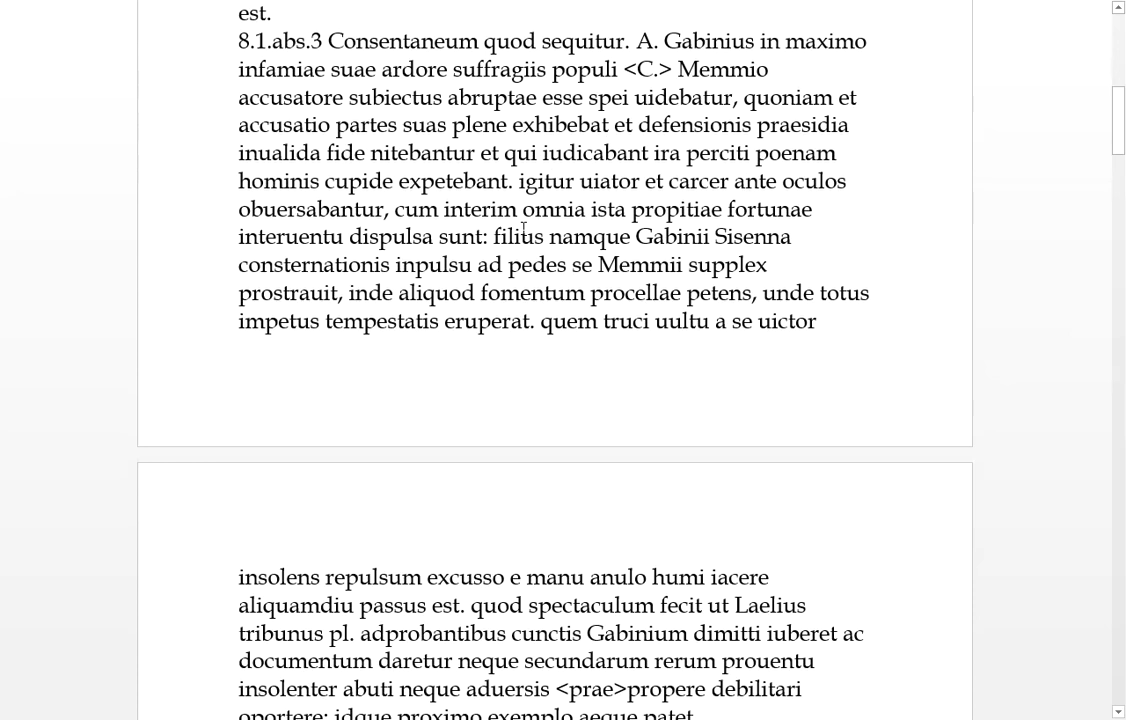 est.
8.1.abs.3 Consentaneum quod sequitur. A. Gabinius in maximo
infamiae suae ardore suffragiis populi <C.> Memmio
accusatore subiectus abruptae esse spei uidebatur, quoniam et
accusatio partes suas plene exhibebat et defensionis praesidia
inualida fide nitebantur et qui iudicabant ira perciti poenam
hominis cupide expetebant. igitur uiator et carcer ante oculos
obuersabantur, cum interim omnia ista propitiae fortunae
interuentu dispulsa sunt: filius namque Gabinii Sisenna
consternationis inpulsu ad pedes se Memmii supplex
prostrauit, inde aliquod fomentum procellae petens, unde totus
impetus tempestatis eruperat. quem truci uultu a se uictor
insolens repulsum excusso e manu anulo humi iacere
aliquamdiu passus est. quod spectaculum fecit ut Laelius
tribunus pl. adprobantibus cunctis Gabinium dimitti iuberet ac
documentum daretur neque secundarum rerum prouentu
insolenter abuti neque aduersis <prae>propere debilitari
oportere; idque proximo exemplo aeque patet.